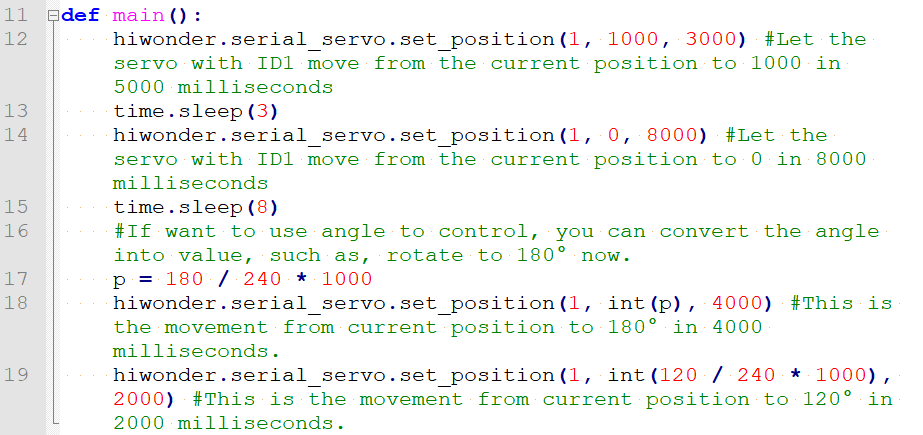 11 def main():
12 hiwonder.serial_servo.set_position(1, 1000, 3000) #Let the
servo with ID1 move from the current position to 1000 in
5000 milliseconds
13 time.sleep(3)
14 hiwonder.serial_servo.set_position(1, 0, 8000) #Let the
servo with ID1 move from the current position to 0 in 8000
milliseconds
15 time.sleep(8)
16 #If want to use angle to control, you can convert the angle
into value, such as, rotate to 180° now.
17 p = 180 / 240 * 1000
18 hiwonder.serial_servo.set_position(1, int(p), 4000) #This is
the movement from current position to 180° in 4000
milliseconds.
19 hiwonder.serial_servo.set_position(1, int(120 / 240 * 1000),
2000) #This is the movement from current position to 120° in
2000 milliseconds.